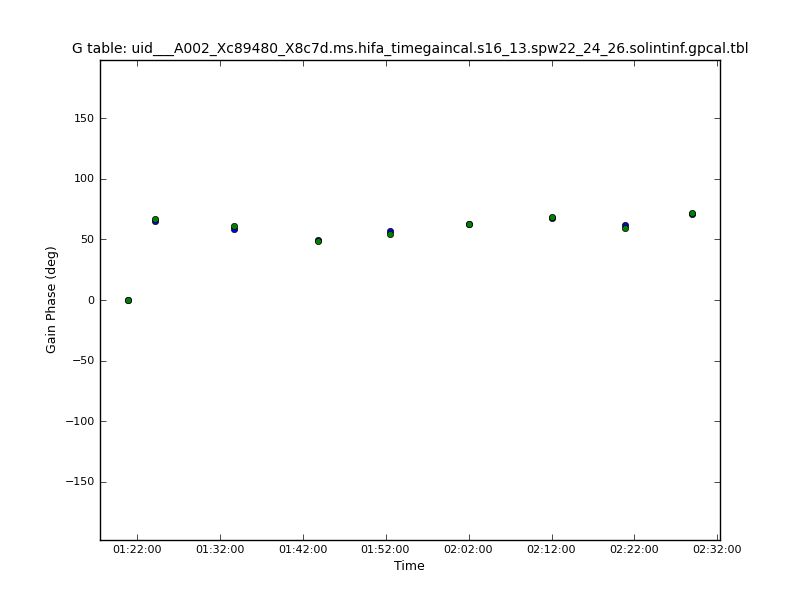 G table: uid___A002_Xc89480_X8c7d.ms.hifa_timegaincal.s16_13.spw22_24_26.solintinf.gpcal.tbl
150
100
50
0
−50
−100
−150
Gain Phase (deg)
01:22:00 01:32:00 01:42:00 01:52:00 02:02:00 02:12:00 02:22:00 02:32:00
Time